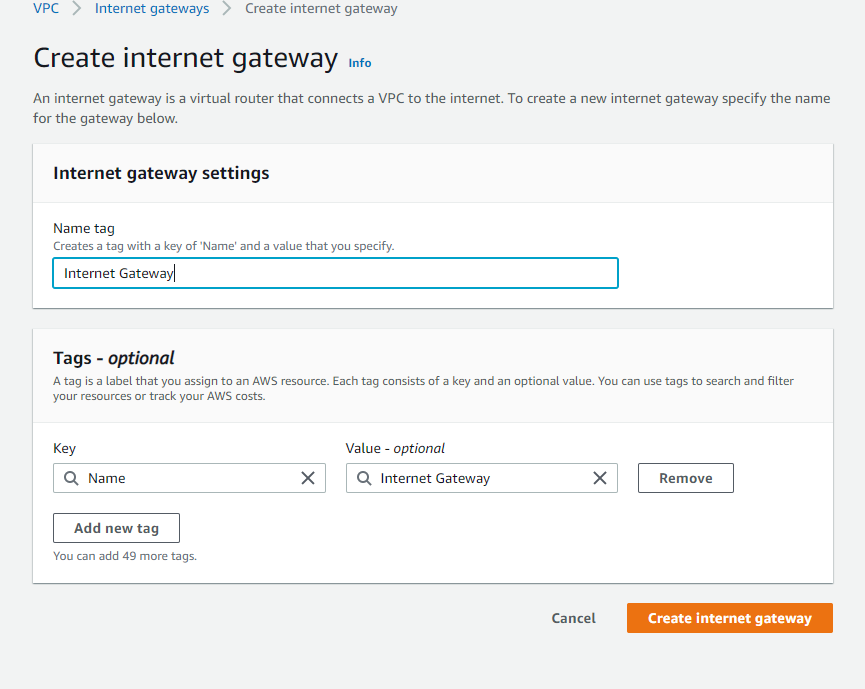 VPC > Internet gateways > Create internet gateway
Create internet gateway Info
An internet gateway is a virtual router that connects a VPC to the internet. To create a new internet gateway specify the name
for the gateway below.
Internet gateway settings
Name tag
Creates a tag with a key of 'Name' and a value that you specify.
Internet Gateway
Tags - optional
A tag is a label that you assign to an AWS resource. Each tag consists of a key and an optional value. You can use tags to search and filter
your resources or track your AWS costs.
Key Value - optional
Name Internet Gateway Remove
Add new tag
You can add 49 more tags.
Cancel Create internet gateway